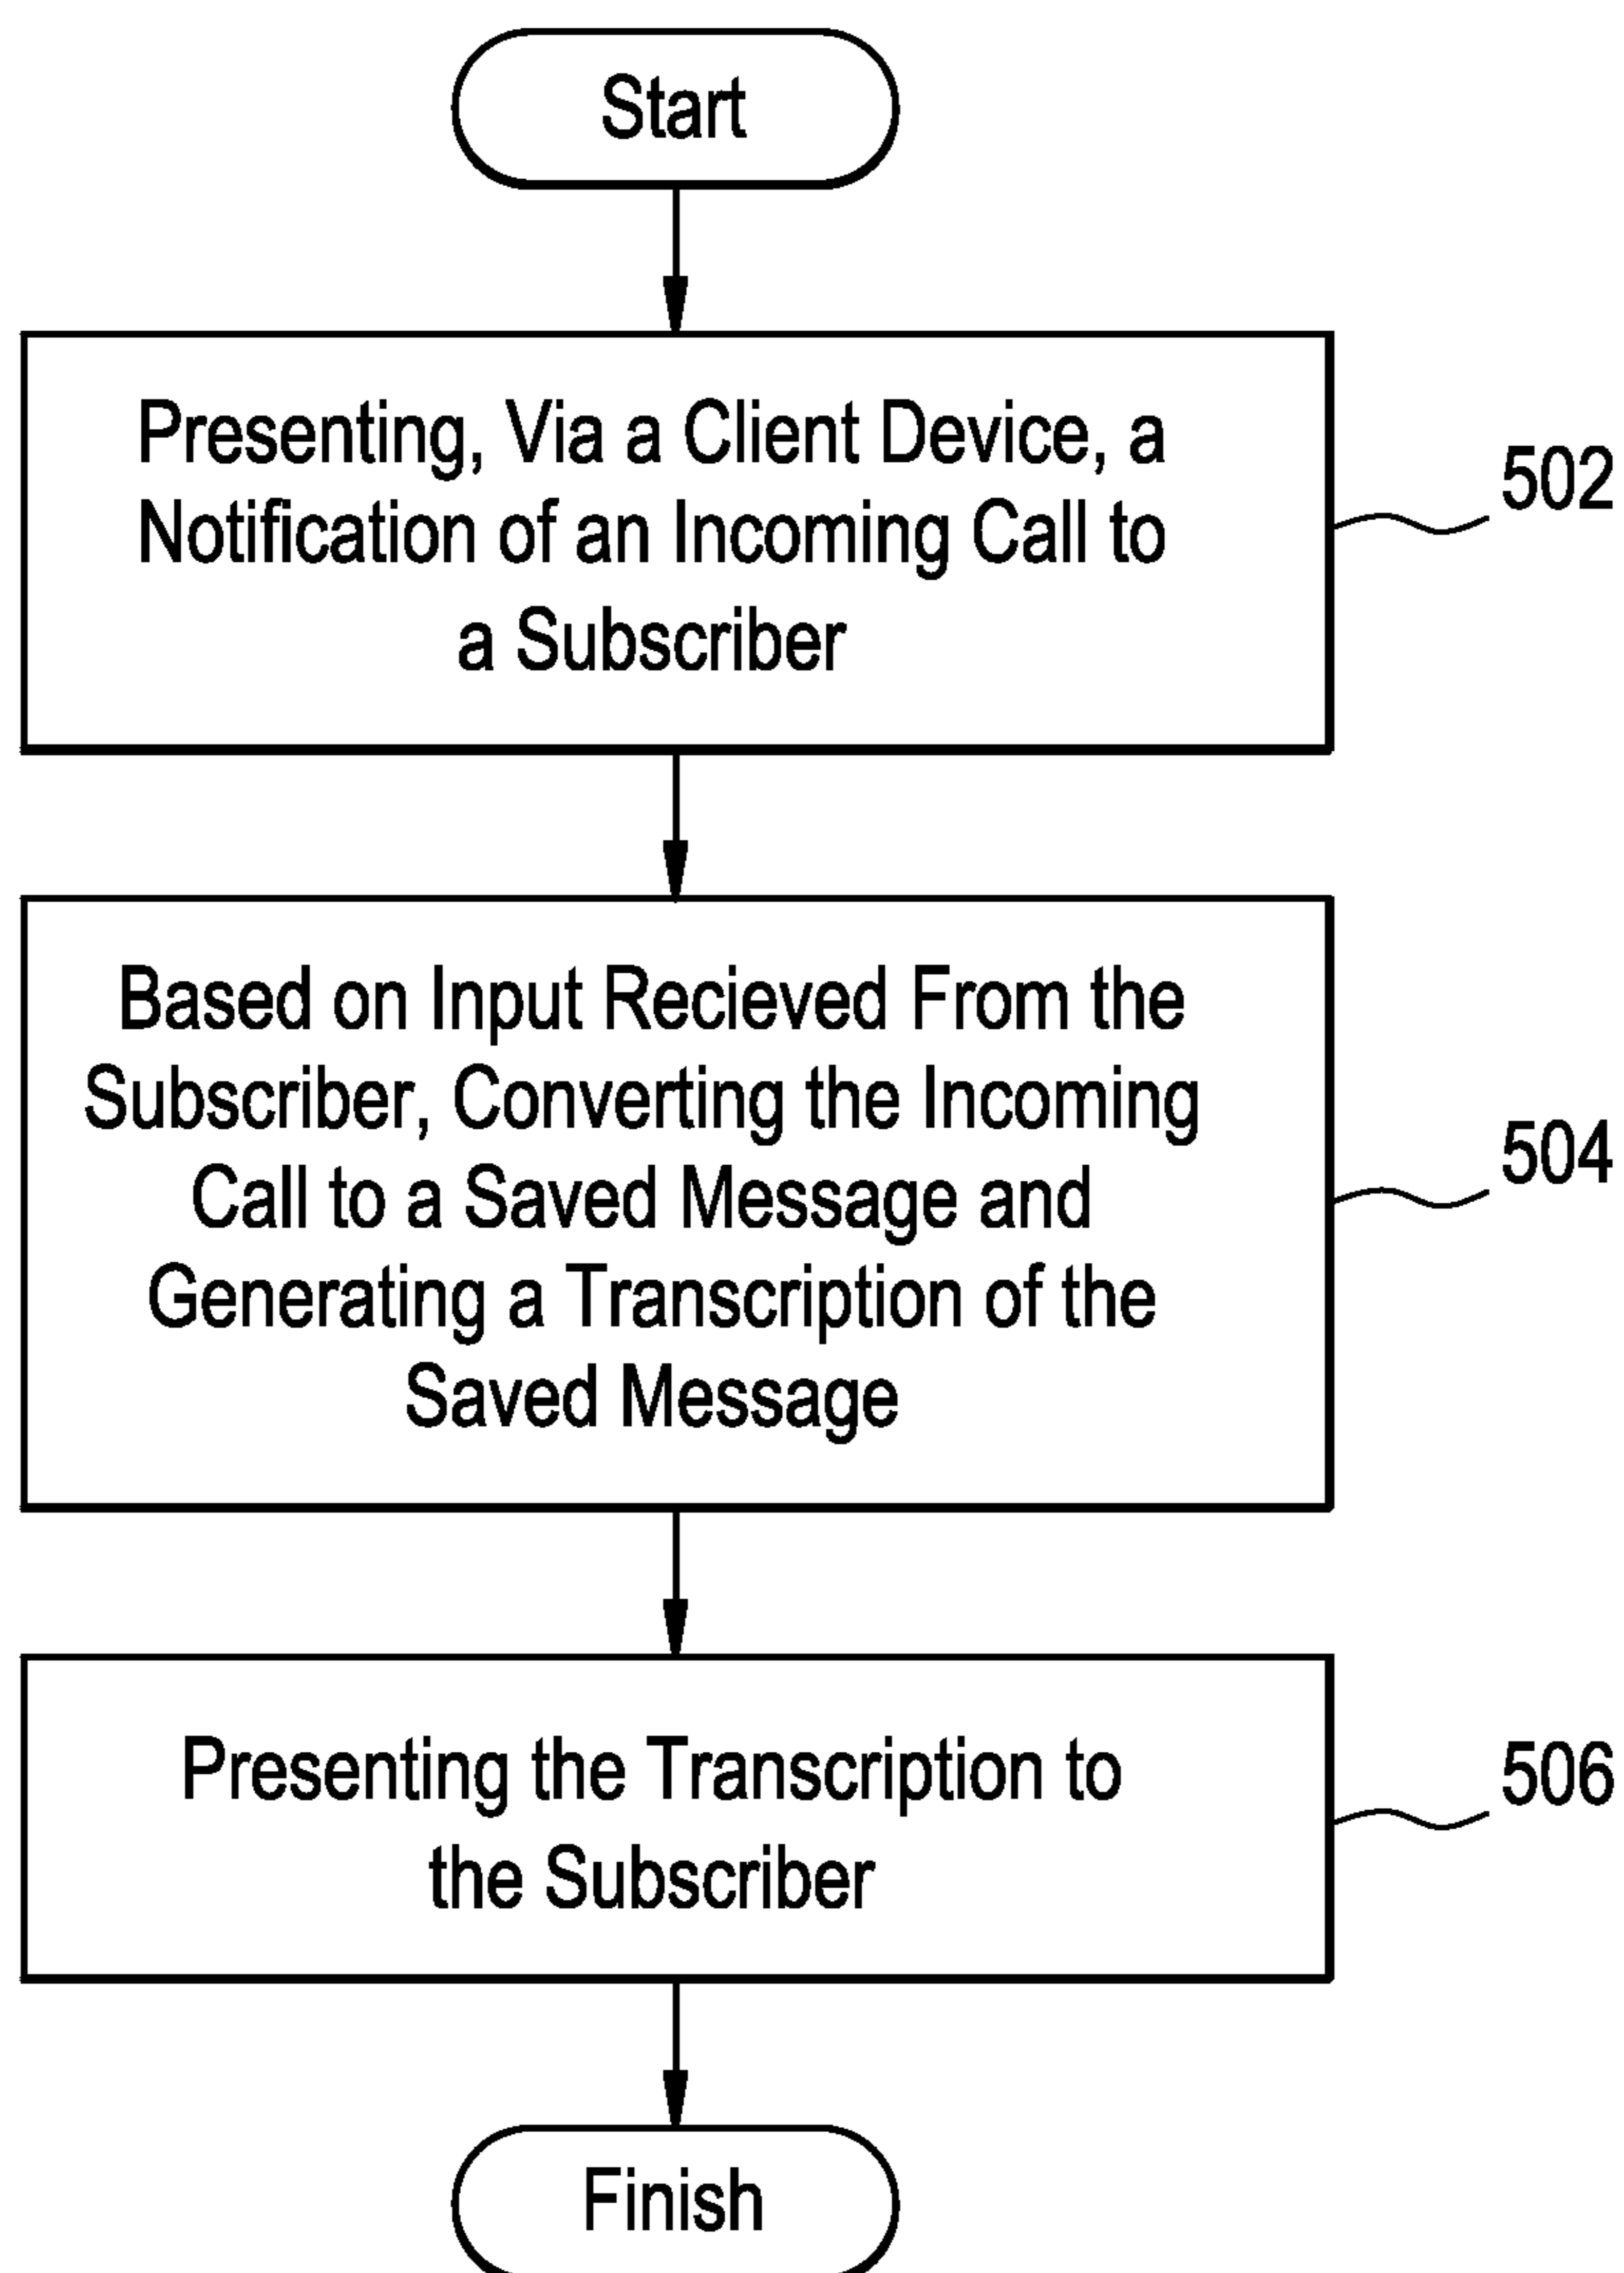 Start
Presenting, Via a Client Device, a
Notification of an Incoming Call to
a Subscriber
502
Based on Input Recieved From the
Subscriber, Converting the Incoming
Call to a Saved Message and
Generating a Transcription of the
Saved Message
504
Presenting the Transcription to
the Subscriber
506
Finish